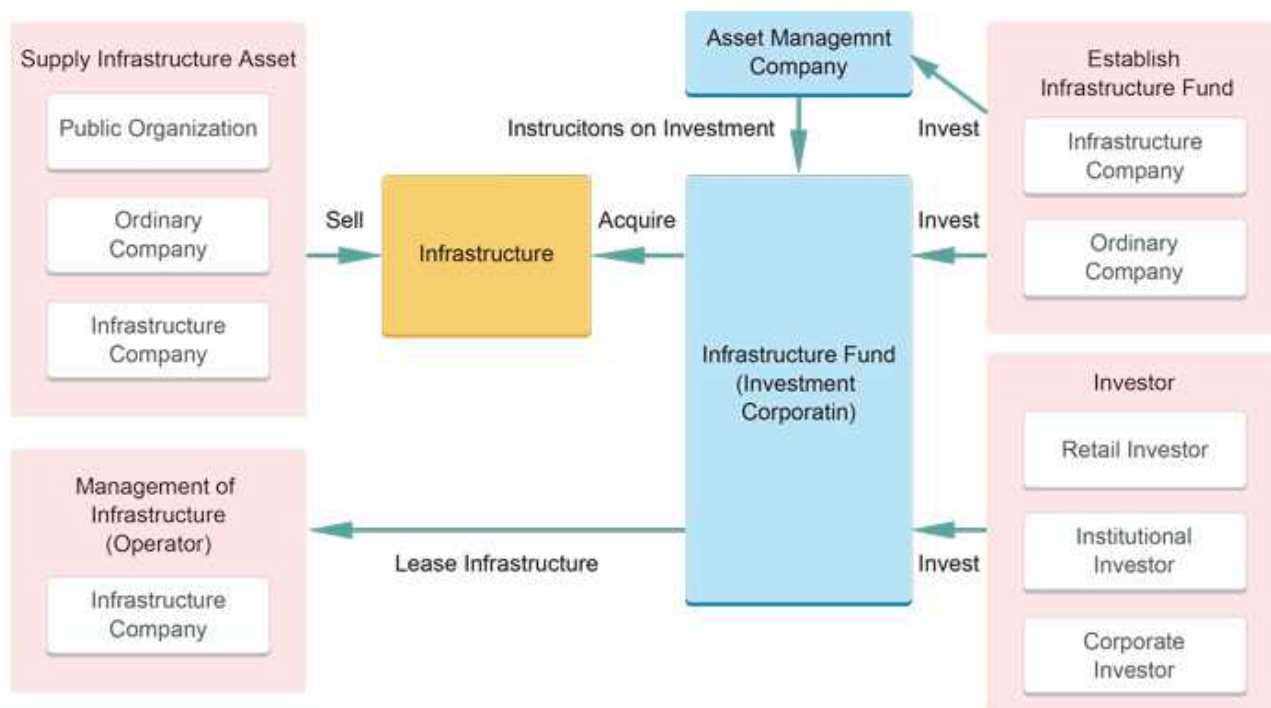 Supply Infrastructure Asset
Public Organization
Ordinary
Company
Infrastructure
Company
Sell
Infrastructure
Acquire
Asset Managemnt
Company
Instrucitons on Investment
Infrastructure Fund
(Investment
Corporatin)
Invest
Invest
Establish
Infrastructure Fund
Infrastructure
Company
Ordinary
Company
Management of
Infrastructure
(Operator)
Infrastructure
Company
Lease Infrastructure
Invest
Investor
Retail Investor
Institutional
Investor
Corporate
Investor